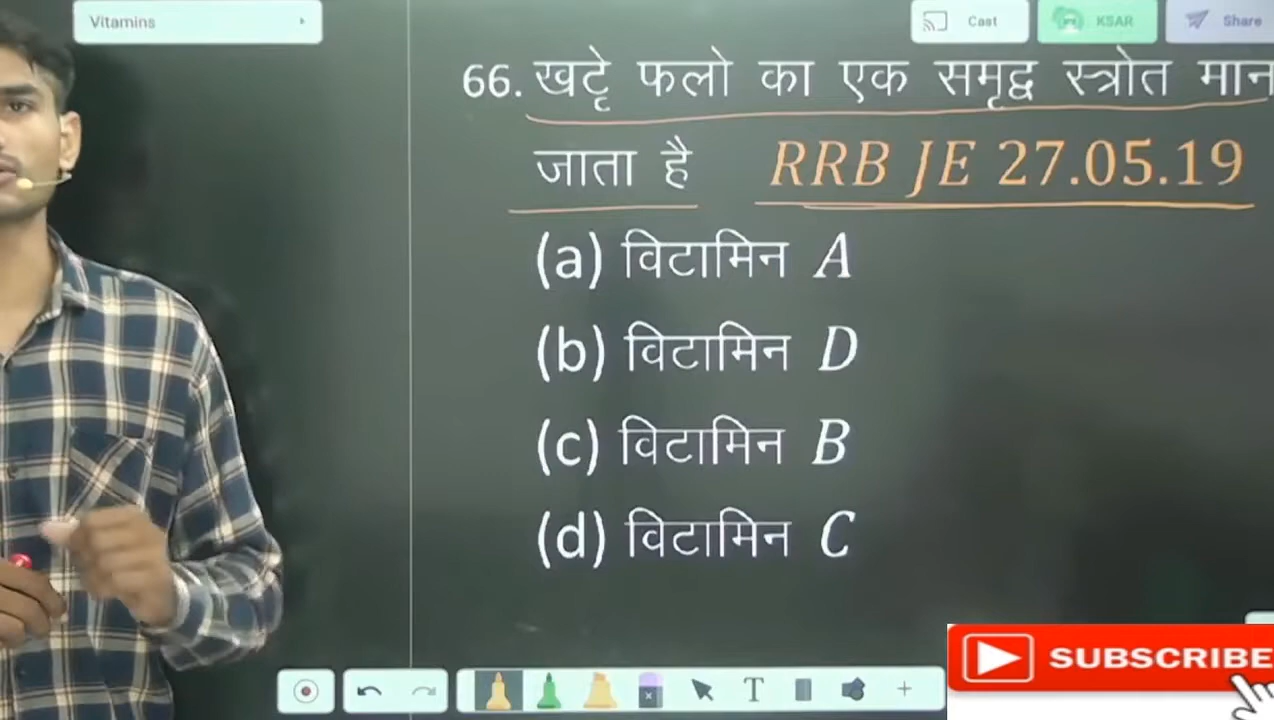 Vitamins
Cast
KSAR
Share
66. खट्टे फलो का एक समृद्व स्त्रोत मान
जाता है RRB JE 27.05.19
(a) विटामिन A
(b) विटामिन D
(c) विटामिन B
(d) विटामिन C
T
SUBSCRIBE